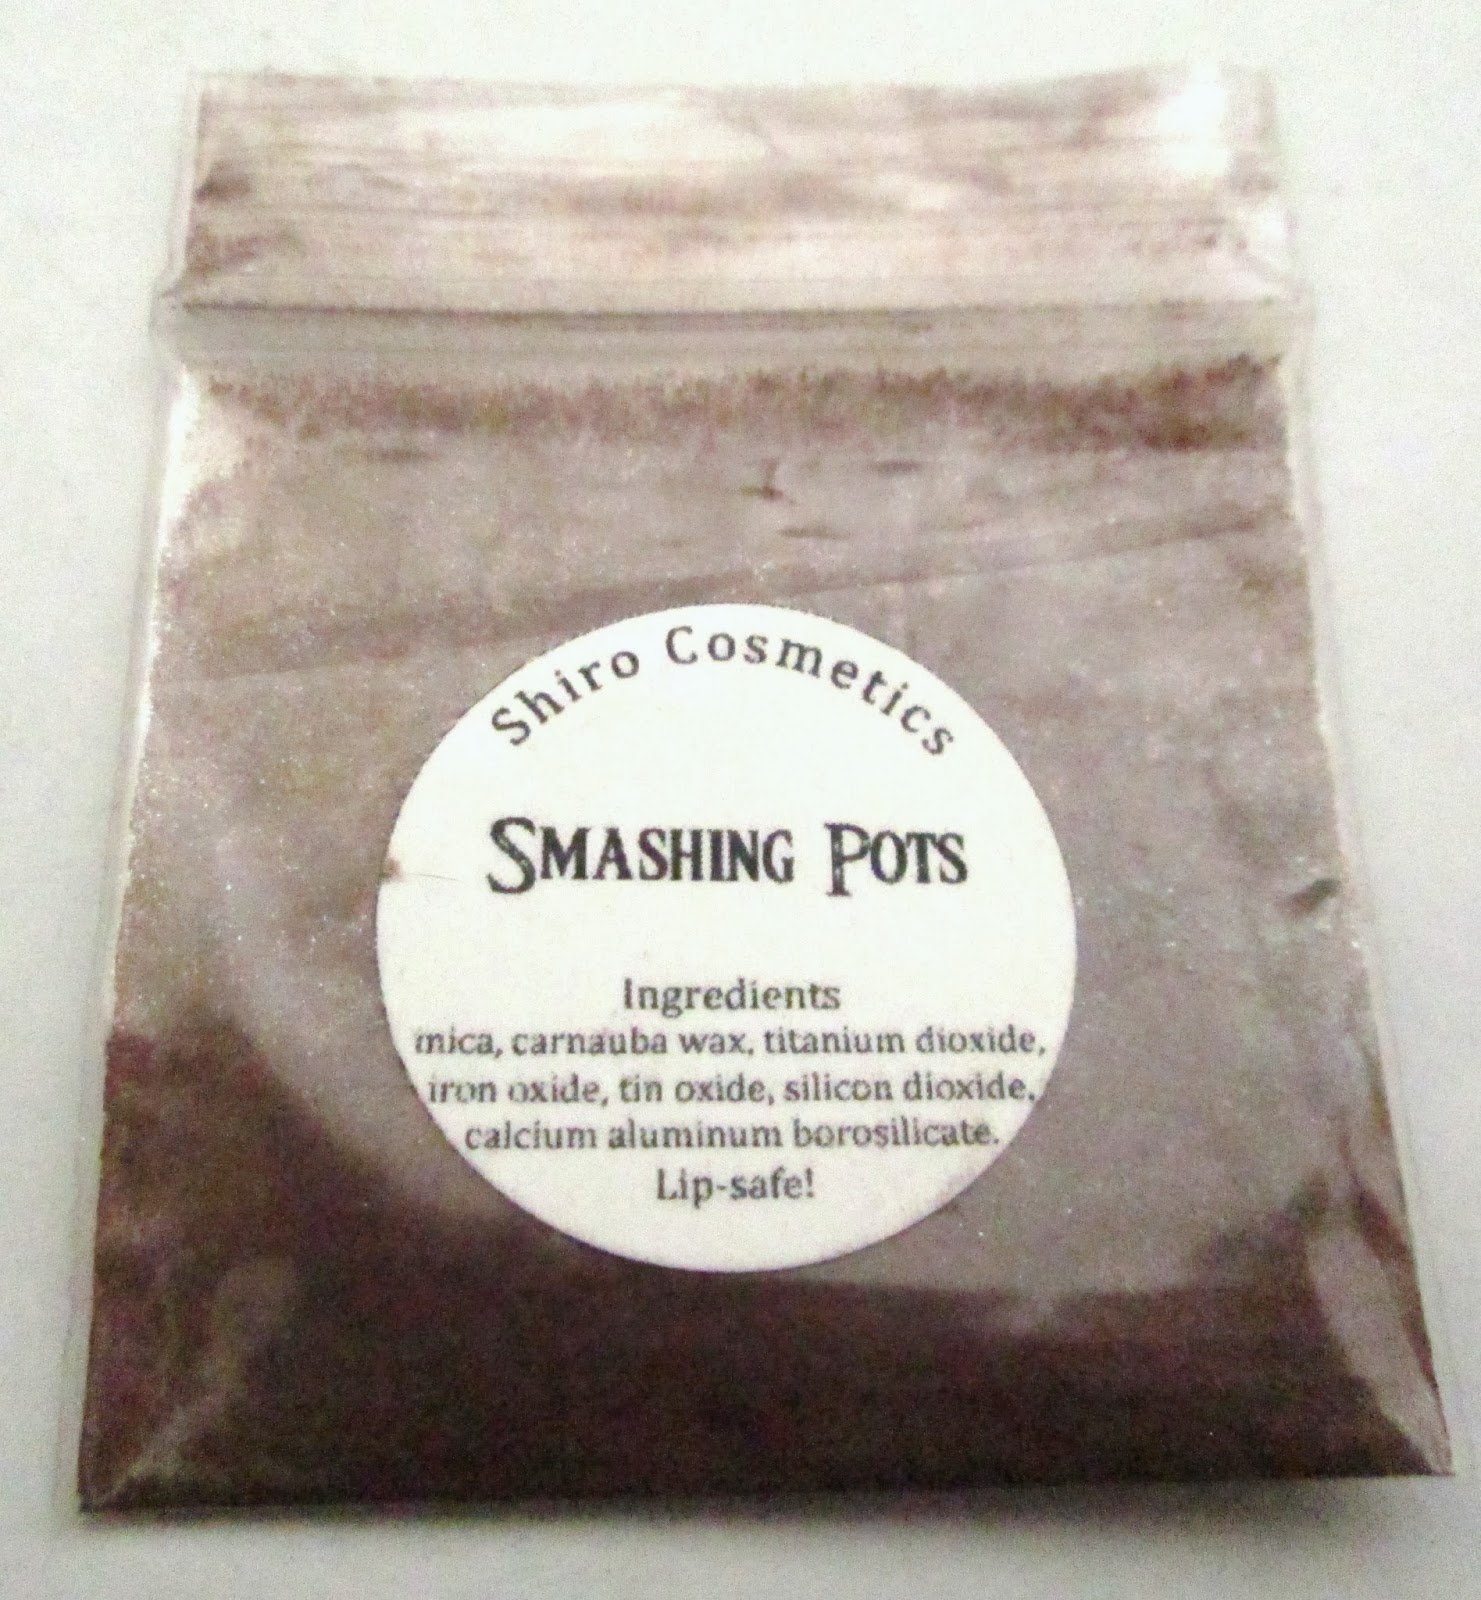 Shiro Cosmetics
SMASHING POTS
Ingredients
mica, carnauba wax, titanium dioxide,
iron oxide, tin oxide, silicon dioxide,
calcium aluminum borosilicate.
Lip-safe!